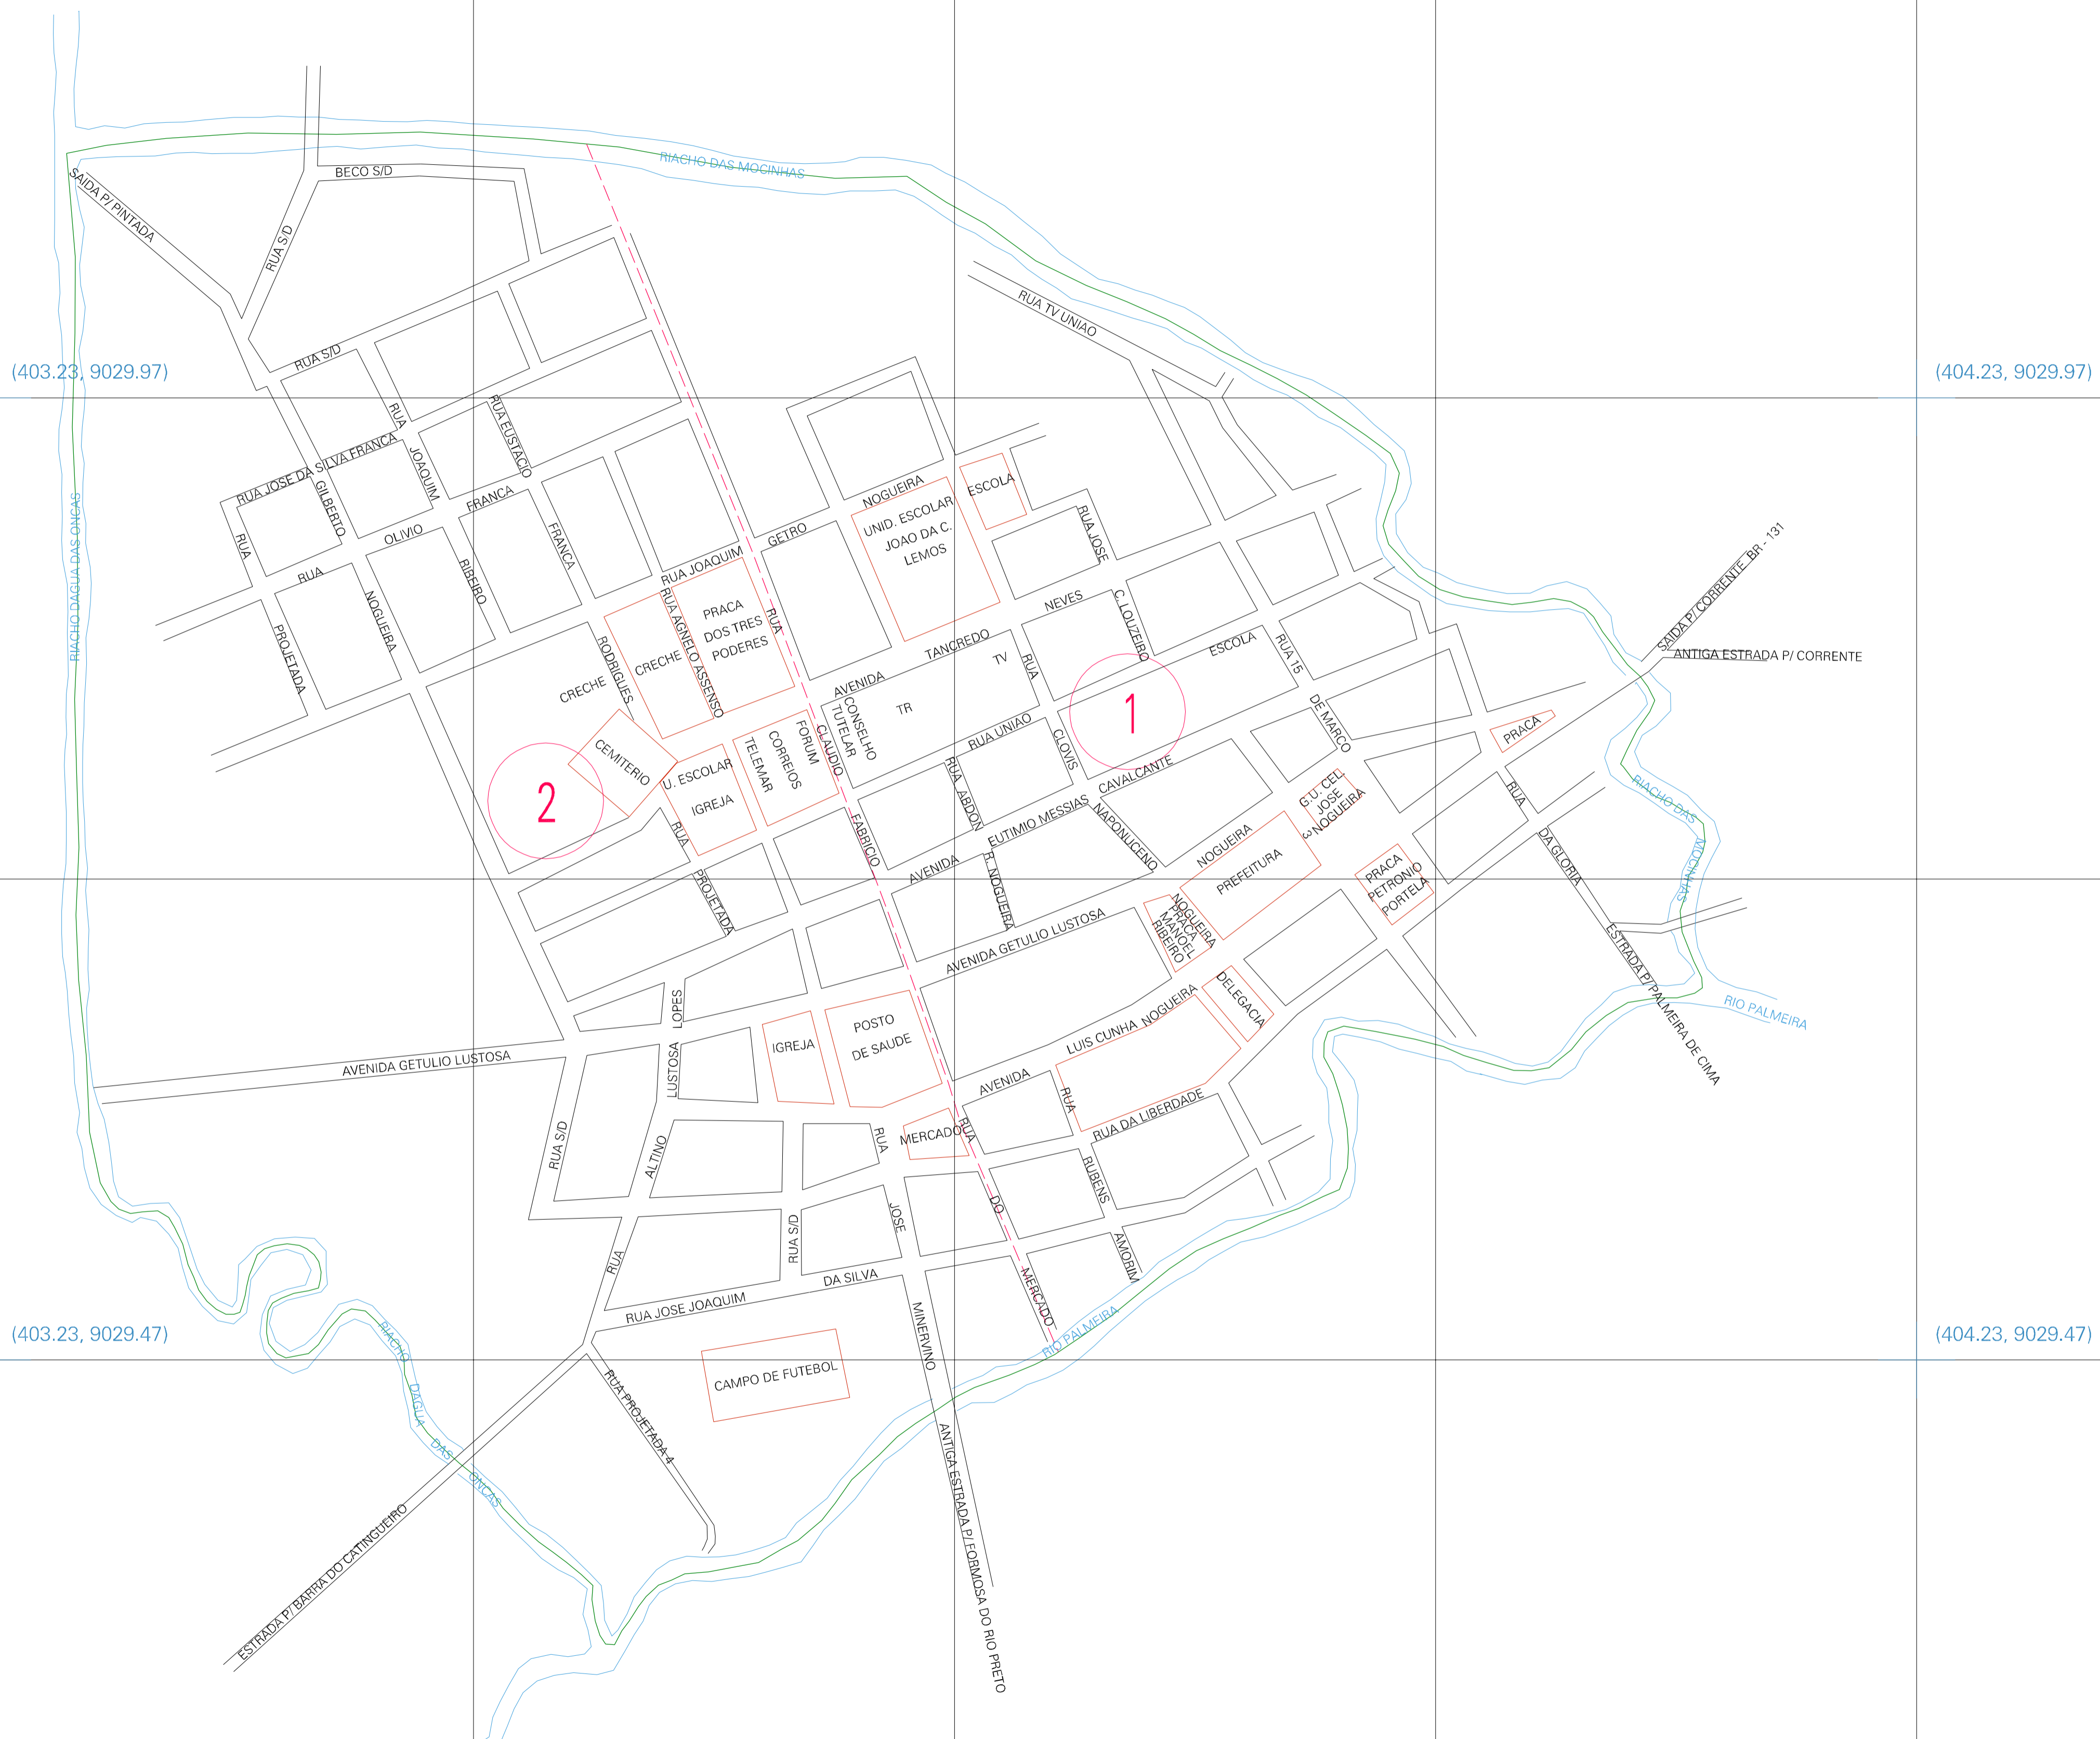 BECO S/D
RIACHO DAS MOCINHAS
SAIDA P/ PINTADA
RUA S/D
RUA TV UNIAO
(403.23, 9029.97)
(404.23, 9029.97)
RUA S/D
RUA
JOAQUIM
RIBEIRO
RUA EUSTACIO
FRANCA
RODRIGUES
RUA JOSE DA SILVA FRANCA
GILBERTO
NOGUEIRA
RUA
OLIVIO
FRANCA
RUA
PROJETADA
RIACHO DAGUA DAS ONCAS
RUA JOAQUIM
GETRO
NOGUEIRA
UNID. ESCOLAR
JOAO DA C.
LEMOS
ESCOLA
RUA JOSE
C. LOUZEIRO
PRACA
DOS TRES
PODERES
RUA AGNELO ASSENSO
CRECHE
CRECHE
RUA
CLAUDIO
FABRICIO
AVENIDA
TANCREDO
NEVES
TV
TR
RUA
CLOVIS
ESCOLA
RUA 15
DE MARCO
SAIDA P/ CORRENTE BR - 131
ANTIGA ESTRADA P/ CORRENTE
CONSELHO
TUTELAR
FORUM
CORREIOS
TELEMAR
RUA UNIAO
1
PRACA
CEMITERIO
2
U. ESCOLAR
IGREJA
RUA
ABDON
R. NOGUEIRA
AVENIDA
EUTIMIO MESSIAS
CAVALCANTE
NAPONUCENO
NOGUEIRA
G.U. CEL.
JOSE
NOGUEIRA
3
NOGUEIRA
PREFEITURA
PRACA
PETRONIO
PORTELA
RUA
DA GLORIA
ESTRADA P/ PALMEIRA DE CIMA
RIACHO DAS
MOCINHAS
RIO PALMEIRA
RUA
PROJETADA
PRACA
MANOEL
RIBEIRO
AVENIDA GETULIO LUSTOSA
DELEGACIA
AVENIDA GETULIO LUSTOSA
RUA S/D
LOPES
LUSTOSA
ALTINO
RUA
IGREJA
POSTO
DE SAUDE
AVENIDA
LUIS CUNHA
NOGUEIRA
RUA
RUBENS
AMORIM
RUA DA LIBERDADE
MERCADO
RUA
DO
MERCADO
RUA
JOSE
MINERVINO
RUA S/D
RUA JOSE JOAQUIM
DA SILVA
RIO PALMEIRA
(403.23, 9029.47)
(404.23, 9029.47)
RIACHO
DAGUA
DAS
ONCAS
CAMPO DE FUTEBOL
RUA PROJETADA 4
ESTRADA P/ BARRA DO CATINGUEIRO
ANTIGA ESTRADA P/ FORMOSA DO RIO PRETO